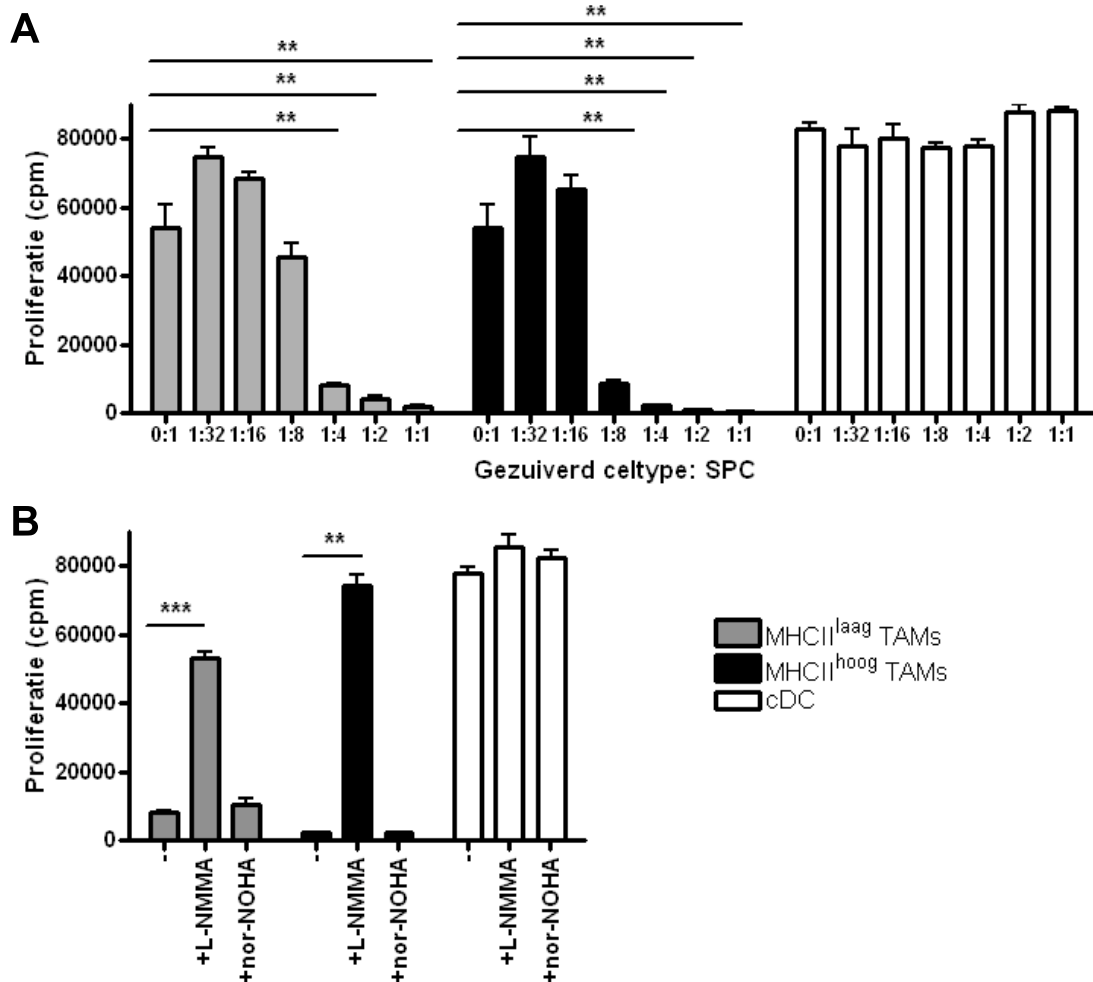 A
**
**
**
**
**
**
**
Proliferatie (cpm)
80000
60000
40000
20000
0
0:1 1:32 1:16 1:8 1:4 1:2 1:1
0:1 1:32 1:16 1:8 1:4 1:2 1:1
0:1 1:32 1:16 1:8 1:4 1:2 1:1
Gezuiverd celtype: SPC
B
***
**
Proliferatie (cpm)
80000
60000
40000
20000
0
-
+L-NMMA
+nor-NOHA
-
+L-NMMA
+nor-NOHA
-
+L-NMMA
+nor-NOHA
MHCII laag TAMs
MHCII hoog TAMs
cDC